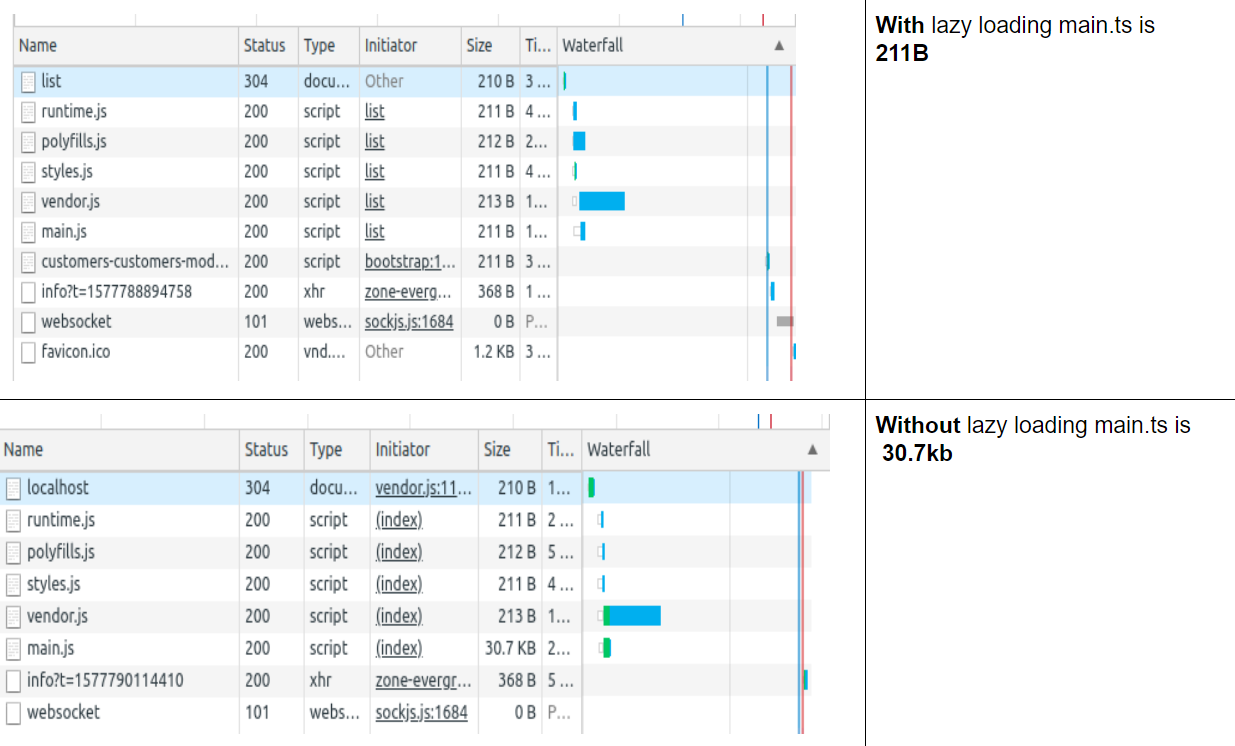 Name Status Type Initiator Size Ti... Waterfall ▲
list 304 docu... Other 210 B 3 ...
runtime.js 200 script list 211 B 4 ...
polyfills.js 200 script list 212 B 2...
styles.js 200 script list 211 B 4 ...
vendor.js 200 script list 213 B 1...
main.js 200 script list 211 B 1...
customers-customers-mod... 200 script bootstrap:1... 211 B 3 ...
info?t=1577788894758 200 xhr zone-everg... 368 B 1 ...
websocket 101 webs... sockjs.js:1684 0 B P...
favicon.ico 200 vnd.... Other 1.2 KB 3 ...
With lazy loading main.ts is
211B
Name Status Type Initiator Size Ti... Waterfall ▲
localhost 304 docu... vendor.js:11... 210 B 1...
runtime.js 200 script (index) 211 B 2 ...
polyfills.js 200 script (index) 212 B 5 ...
styles.js 200 script (index) 211 B 4 ...
vendor.js 200 script (index) 213 B 1...
main.js 200 script (index) 30.7 KB 2...
info?t=1577790114410 200 xhr zone-evergr... 368 B 5 ...
websocket 101 webs... sockjs.js:1684 0 B P...
Without lazy loading main.ts is
30.7kb